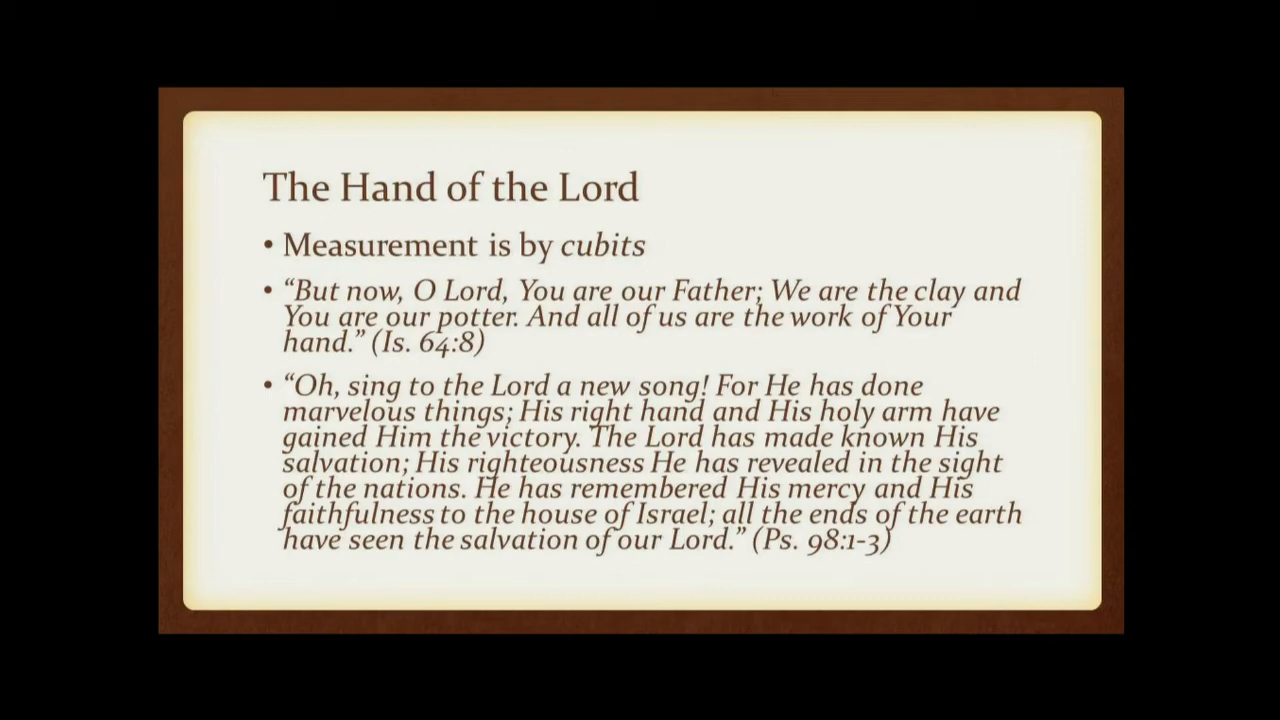 The Hand of the Lord
• Measurement is by cubits
• “But now, O Lord, You are our Father; We are the clay and
You are our potter. And all of us are the work of Your
hand.” (Is. 64:8)
• “Oh, sing to the Lord a new song! For He has done
marvelous things; His right hand and His holy arm have
gained Him the victory. The Lord has made known His
salvation; His righteousness He has revealed in the sight
of the nations. He has remembered His mercy and His
faithfulness to the house of Israel; all the ends of the earth
have seen the salvation of our Lord.” (Ps. 98:1-3)